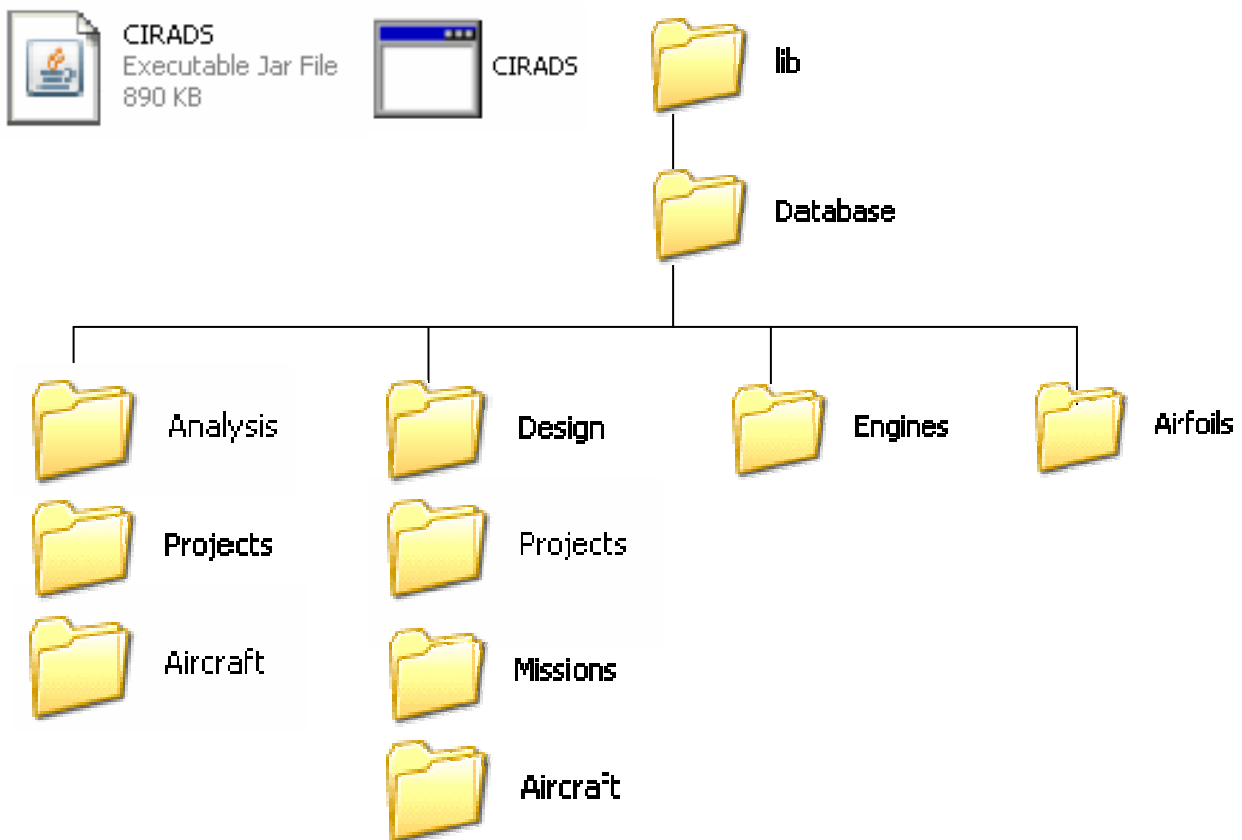 CIRADS
Executable Jar File
890 KB
CIRADS
lib
Database
Analysis
Design
Engines
Airfoils
Projects
Projects
Aircraft
Missions
Aircraft